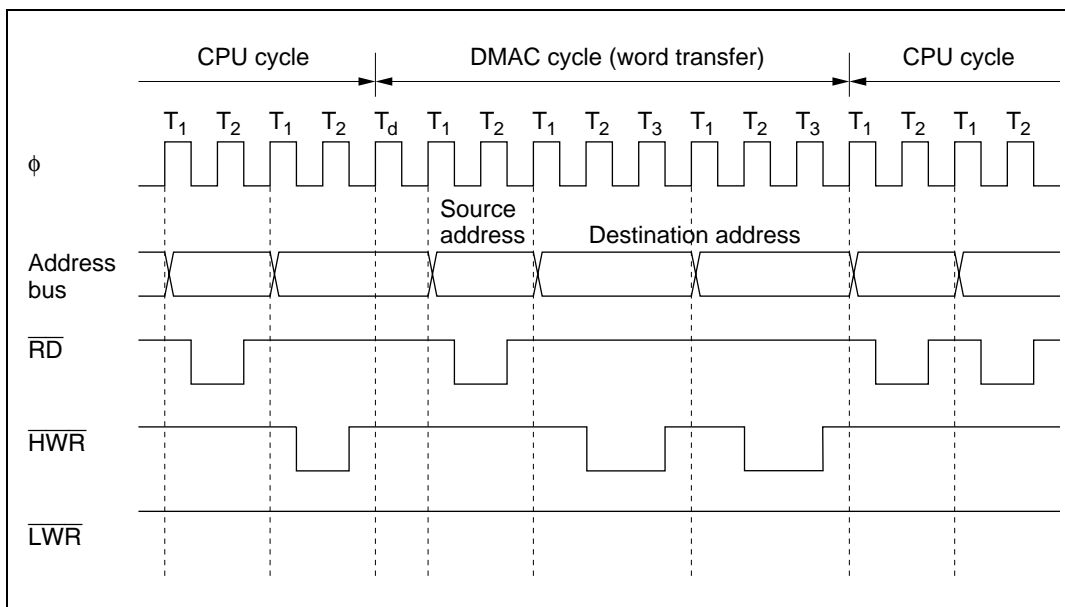 CPU cycle DMAC cycle (word transfer) CPU cycle
T1 T2 T1 T2 Td T1 T2 T1 T2 T3 T1 T2 T3 T1 T2 T1 T2
φ
Source
address Destination address
Address
bus
RD
HWR
LWR